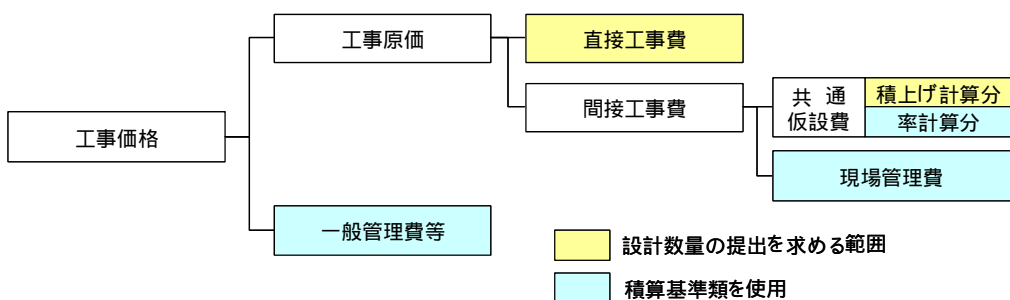 工事価格
工事原価
一般管理費等
直接工事費
間接工事費
共通
仮設費
積上げ計算分
率計算分
現場管理費
設計数量の提出を求める範囲
積算基準類を使用